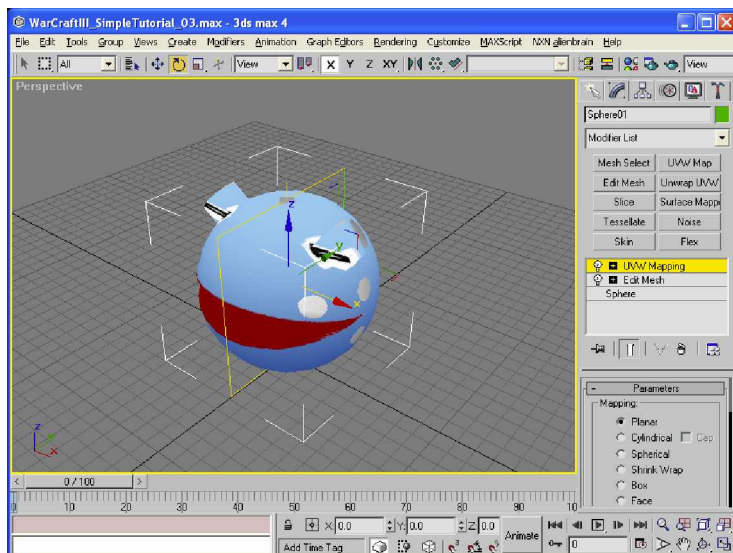 WarCraftIII_SimpleTutorial_03.max - 3ds max 4
File Edit Tools Group Views Create Modifiers Animation Graph Editors Rendering Customize MAXScript NXN alienbrain Help
All View X Y Z XY View
Perspective
z
y
x
z
x
Sphere01
Modifier List
Mesh Select UVW Map
Edit Mesh Unwrap UVW
Slice Surface Mapp
Tessellate Noise
Skin Flex
UVW Mapping
Edit Mesh
Sphere
- Parameters
Mapping:
Planar
Cylindrical Cap
Spherical
Shrink Wrap
Box
Face
< 0 / 100 >
0 10 20 30 40 50 60 70 80 90 10
X: 0.0 Y: 0.0 Z: 0.0
Animate
Add Time Tag
0